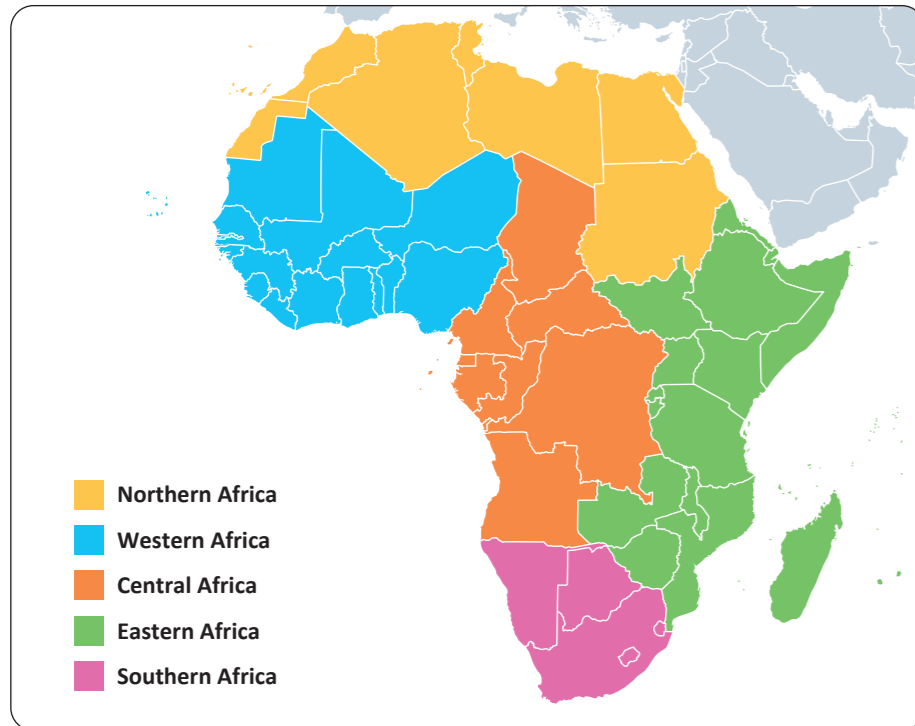 Northern Africa
Western Africa
Central Africa
Eastern Africa
Southern Africa